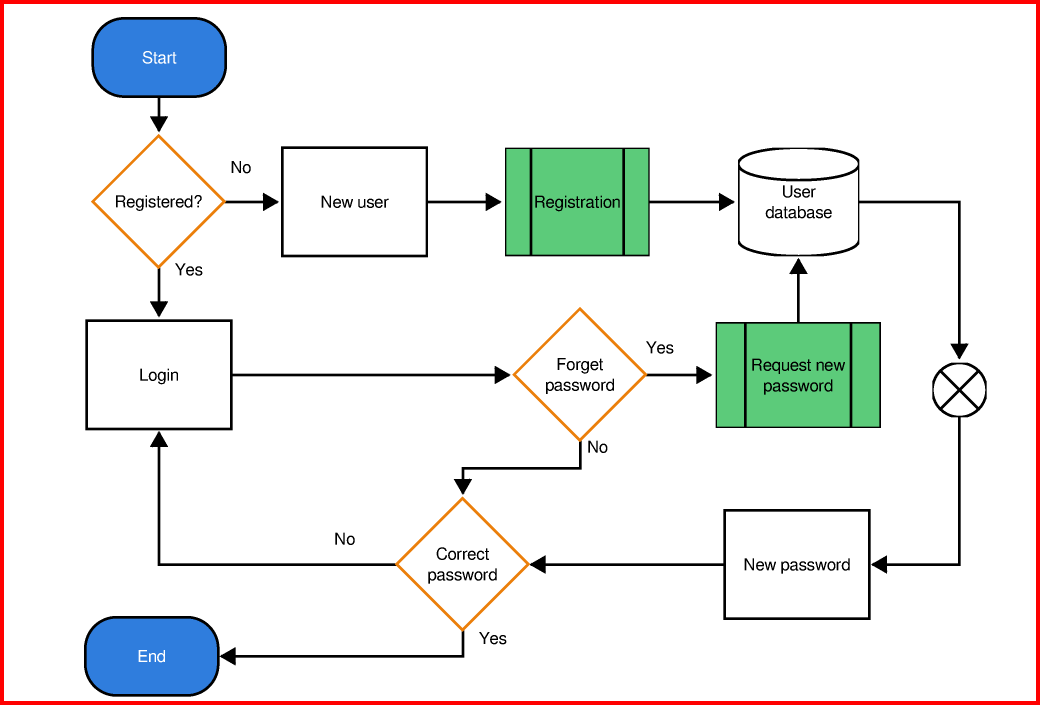 Start
No
Registered?
New user
Registration
User
database
Yes
Login
Forget
password
Yes
Request new
password
No
No
Correct
password
New password
Yes
End